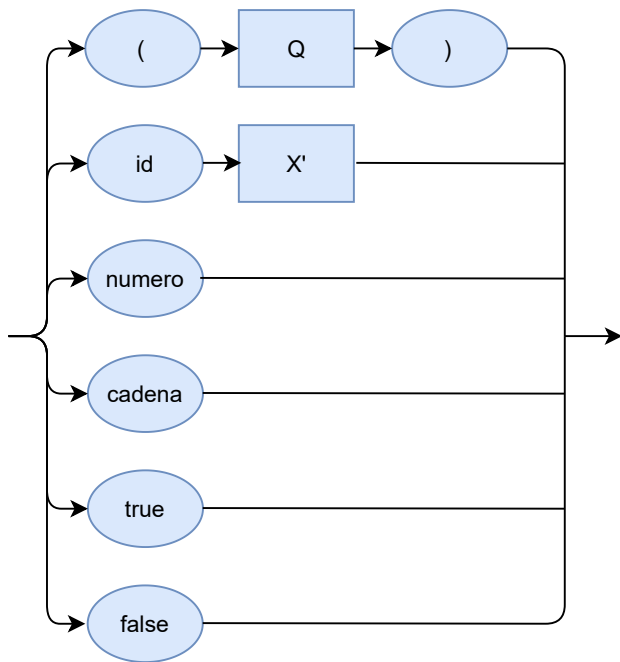 ( Q )
id X'
numero
cadena
true
false